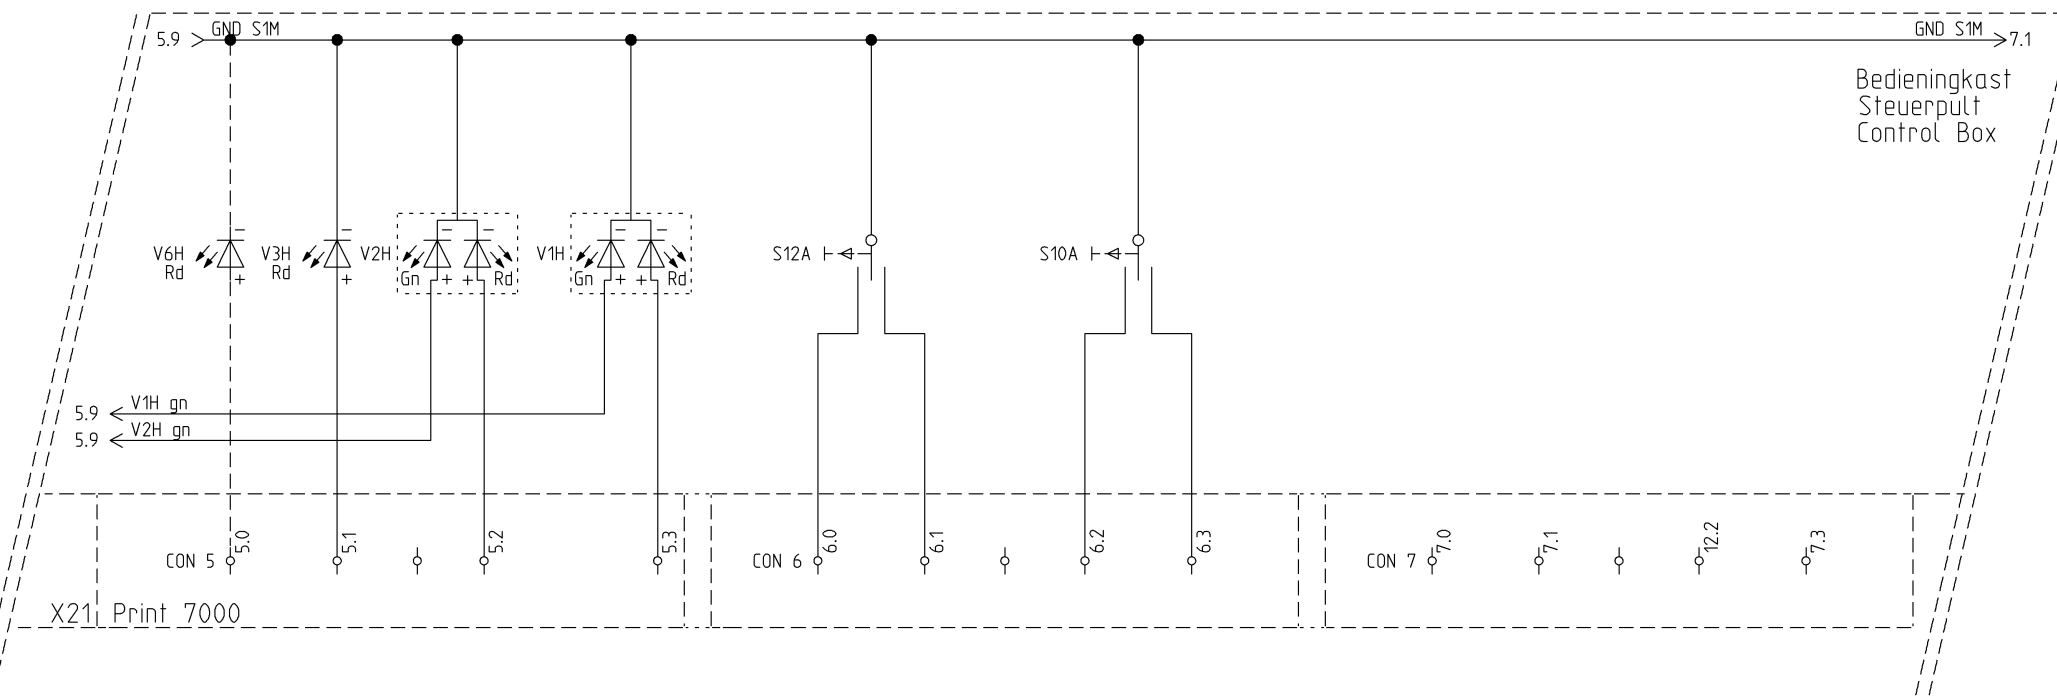 5.9 GND S1M GND S1M 7.1
Bedieningkast
Steuerpult
Control Box
V6H
Rd
V3H
Rd
V2H
Gn + + Rd
V1H
Gn + + Rd
S12A
S10A
5.9 V1H gn
5.9 V2H gn
CON 5 5.0 5.1 5.2 5.3
CON 6 6.0 6.1 6.2 6.3
CON 7 7.0 7.1 12.2 7.3
X21 Print 7000